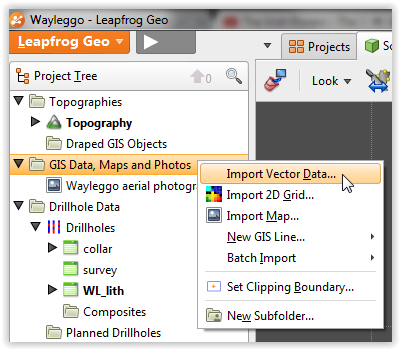 Wayleggo - Leapfrog Geo
Leapfrog Geo
Projects
Project Tree
0
Look
Topographies
Topography
Draped GIS Objects
GIS Data, Maps and Photos
Wayleggo aerial photogr
Drillhole Data
Drillholes
collar
survey
WL_lith
Composites
Planned Drillholes
Import Vector Data...
Import 2D Grid...
Import Map...
New GIS Line...
Batch Import
Set Clipping Boundary...
New Subfolder...